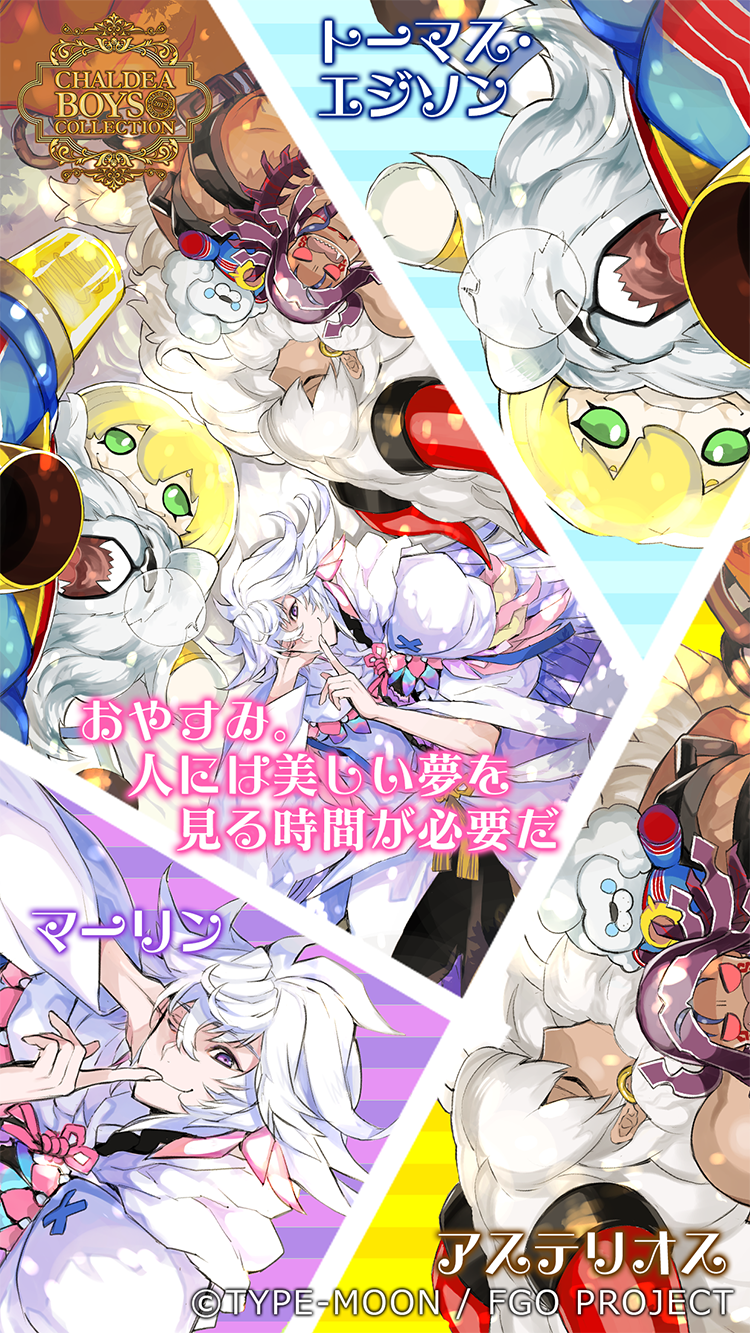 CHALDEA
BOYS
COLLECTION
トーマス・
エジソン
おやすみ。
人には美しい夢を
見る時間が必要だ
マーリン
アステリオス
©TYPE-MOON / FGO PROJECT